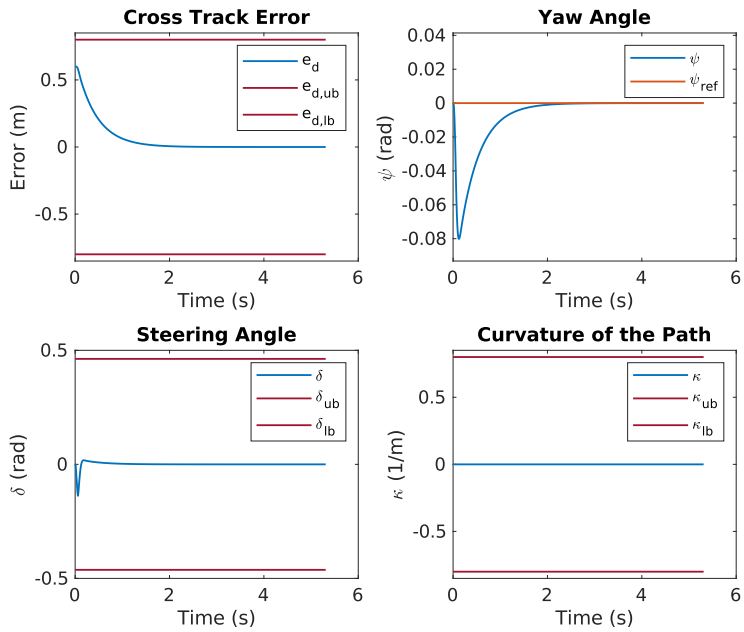 Cross Track Error
0.5
0
-0.5
Error (m)
0
2
4
6
Time (s)
e_d
e_d,ub
e_d,lb
Yaw Angle
0.04
0.02
0
-0.02
-0.04
-0.06
-0.08
ψ (rad)
0
2
4
6
Time (s)
ψ
ψ_ref
Steering Angle
0.5
0
-0.5
δ (rad)
0
2
4
6
Time (s)
δ
δ_ub
δ_lb
Curvature of the Path
0.5
0
-0.5
κ (1/m)
0
2
4
6
Time (s)
κ
κ_ub
κ_lb